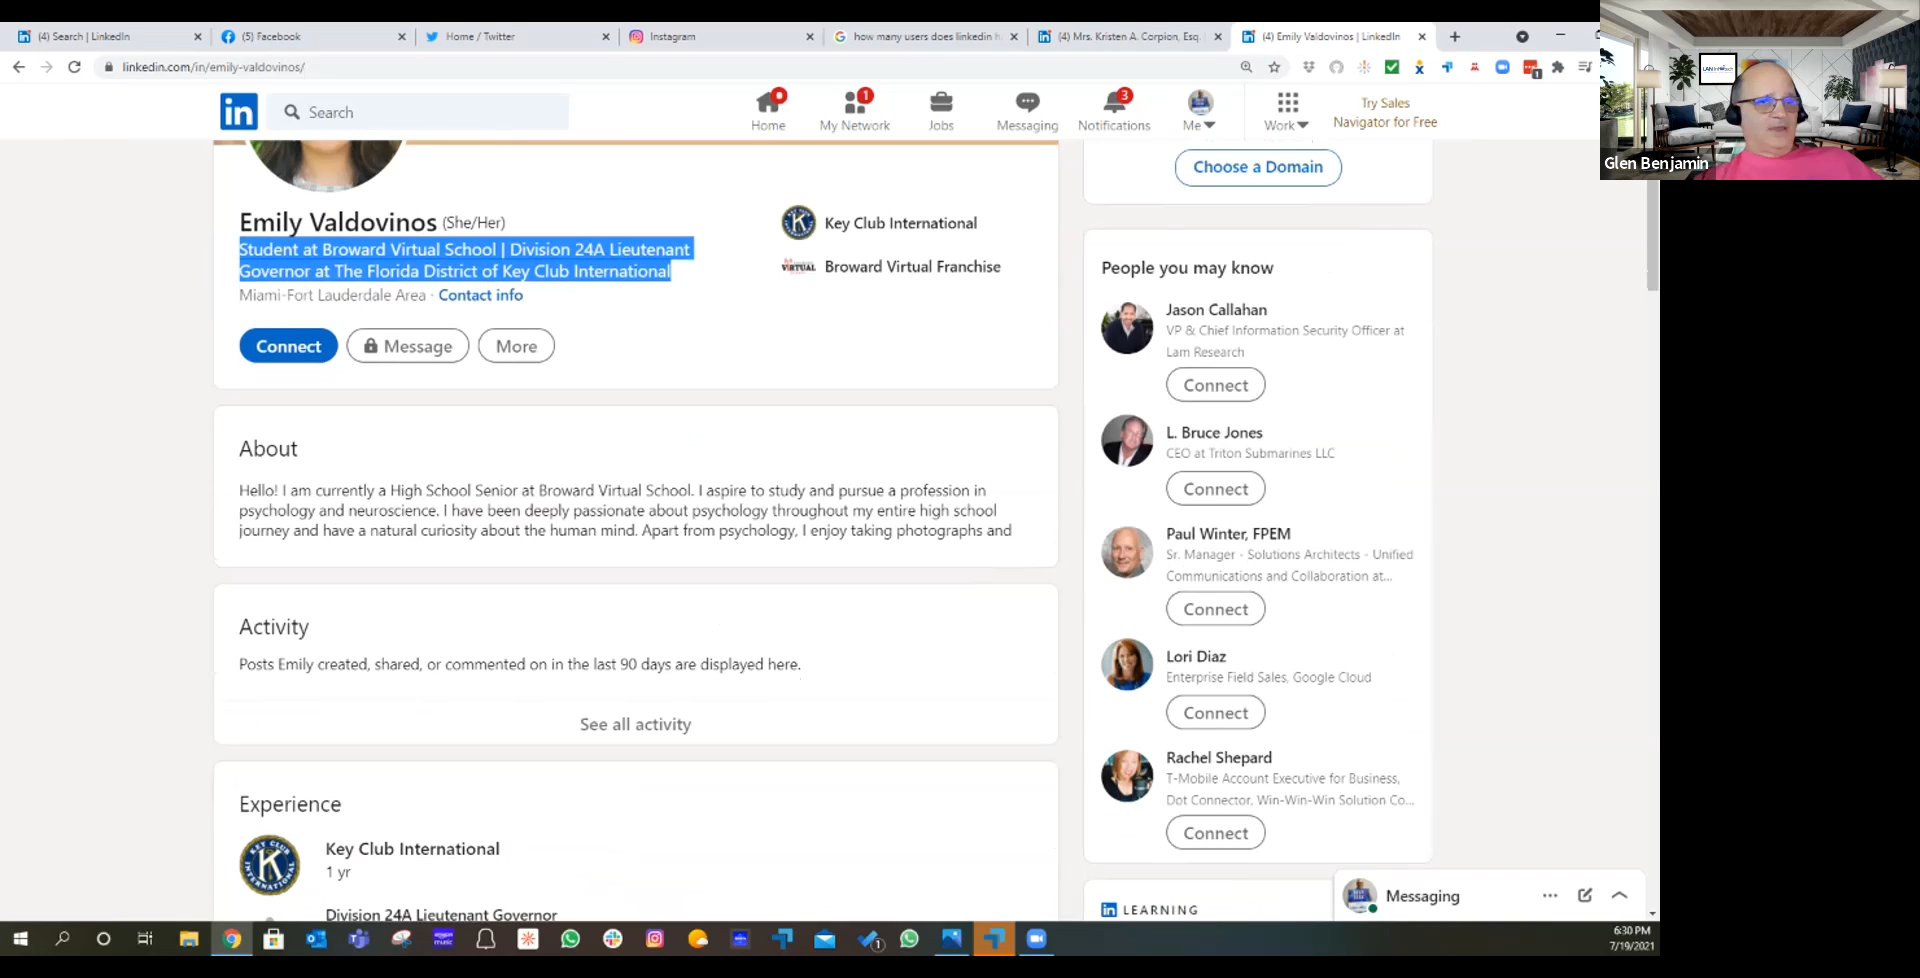 (4) Search | LinkedIn
(5) Facebook
Home / Twitter
Instagram
how many users does linkedin h
(4) Mrs. Kristen A. Corpion, Esq.
(4) Emily Valdovinos | LinkedIn
linkedin.com/in/emily-valdovinos/
Search
Home
My Network
1
Jobs
Messaging
Notifications
3
Me
Work
Try Sales
Navigator for Free
Glen Benjamin
Choose a Domain
Emily Valdovinos (She/Her)
Student at Broward Virtual School | Division 24A Lieutenant
Governor at The Florida District of Key Club International
Miami-Fort Lauderdale Area · Contact info
Connect
Message
More
Key Club International
VIRTUAL
Broward Virtual Franchise
About
Hello! I am currently a High School Senior at Broward Virtual School. I aspire to study and pursue a profession in
psychology and neuroscience. I have been deeply passionate about psychology throughout my entire high school
journey and have a natural curiosity about the human mind. Apart from psychology, I enjoy taking photographs and
Activity
Posts Emily created, shared, or commented on in the last 90 days are displayed here.
See all activity
Experience
KEY CLUB
INTERNATIONAL
Key Club International
1 yr
Division 24A Lieutenant Governor
People you may know
Jason Callahan
VP & Chief Information Security Officer at
Lam Research
Connect
L. Bruce Jones
CEO at Triton Submarines LLC
Connect
Paul Winter, FPEM
Sr. Manager - Solutions Architects - Unified
Communications and Collaboration at...
Connect
Lori Diaz
Enterprise Field Sales, Google Cloud
Connect
Rachel Shepard
T-Mobile Account Executive for Business,
Dot Connector, Win-Win-Win Solution Co...
Connect
in LEARNING
Messaging
6:30 PM
7/19/2021